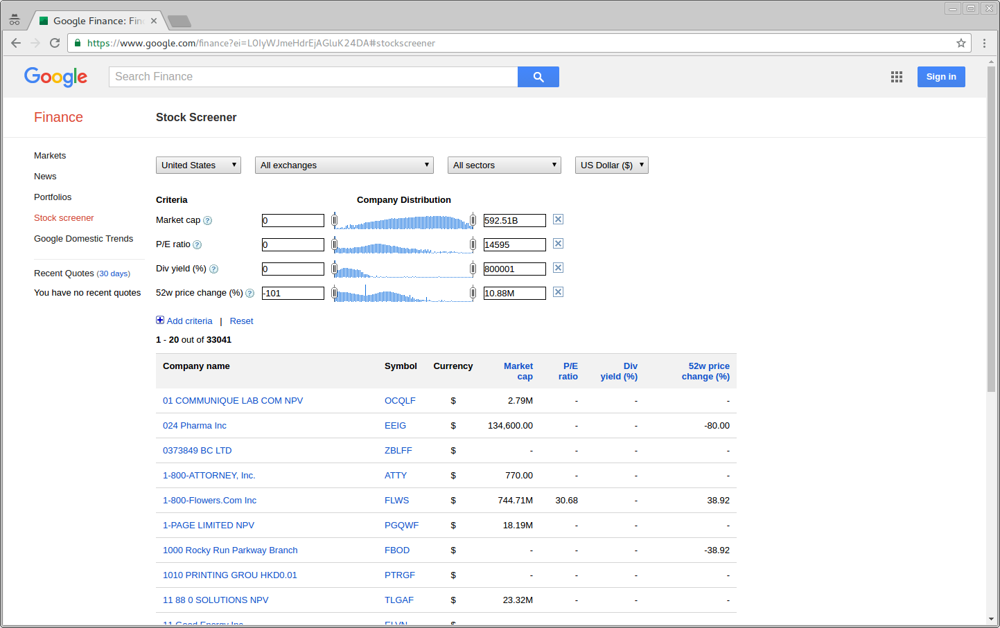 Google Finance: Fin
https://www.google.com/finance?ei=L0IyWJmeHdrEjAGluK24DA#stockscreener
Google
Search Finance
Sign in
Finance
Stock Screener
Markets
News
Portfolios
Stock screener
Google Domestic Trends
Recent Quotes (30 days)
You have no recent quotes
United States All exchanges All sectors US Dollar ($)
Criteria Company Distribution
Market cap ? 0 592.51B
P/E ratio ? 0 14595
Div yield (%) ? 0 800001
52w price change (%) ? -101 10.88M
Add criteria | Reset
1 - 20 out of 33041
Company name Symbol Currency Market cap P/E ratio Div yield (%) 52w price change (%)
01 COMMUNIQUE LAB COM NPV OCQLF $ 2.79M - - -
024 Pharma Inc EEIG $ 134,600.00 - - -80.00
0373849 BC LTD ZBLFF $ - - - -
1-800-ATTORNEY, Inc. ATTY $ 770.00 - - -
1-800-Flowers.Com Inc FLWS $ 744.71M 30.68 - 38.92
1-PAGE LIMITED NPV PGQWF $ 18.19M - - -
1000 Rocky Run Parkway Branch FBOD $ - - - -38.92
1010 PRINTING GROU HKD0.01 PTRGF $ - - - -
11 88 0 SOLUTIONS NPV TLGAF $ 23.32M - - -
11 Good Energy Inc